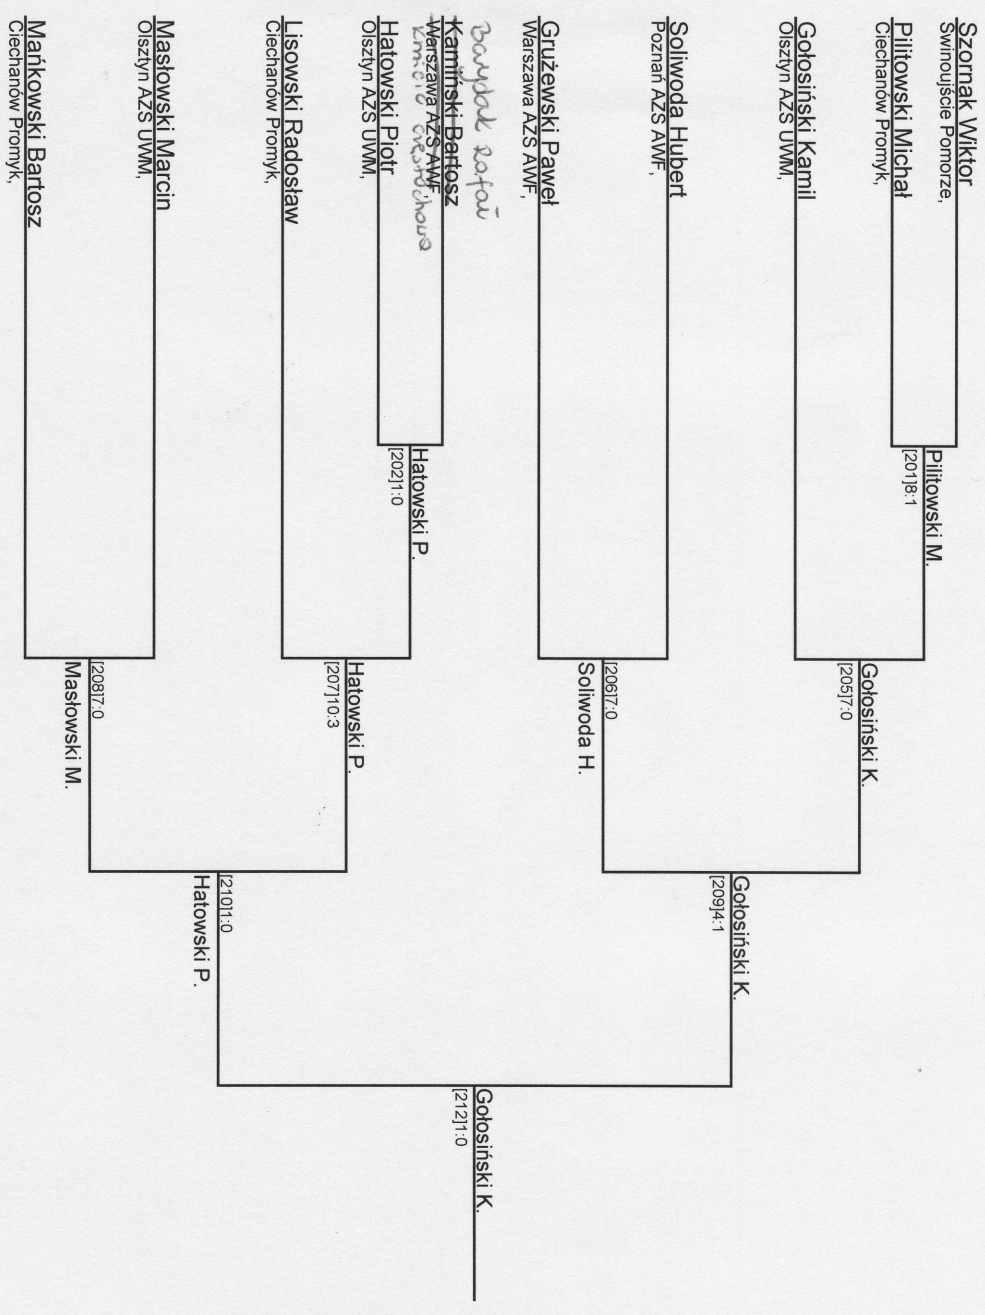 Szornak Wiktor
Świnoujście Pomorze,
Pilitowski Michał
Ciechanów Promyk,
Gołosiński Kamil
Olsztyn AZS UWM,
Soliwoda Hubert
Poznań AZS AWF,
Grużewski Paweł
Warszawa AZS AWF,
Rafał
Kamiński Bartosz
Warszawa AZS AWF,
Hatowski Piotr
Olsztyn AZS UWM,
Lisowski Radosław
Ciechanów Promyk,
Masłowski Marcin
Olsztyn AZS UWM,
Mańkowski Bartosz
Ciechanów Promyk,
Pilitowski M.
[201]8:1
Hatowski P.
[202]1:0
Gołosiński K.
[205]7:0
[206]7:0
Soliwoda H.
Hatowski P.
[207]10:3
[208]7:0
Masłowski M.
Gołosiński K.
[209]4:1
[210]1:0
Hatowski P.
Gołosiński K.
[212]1:0